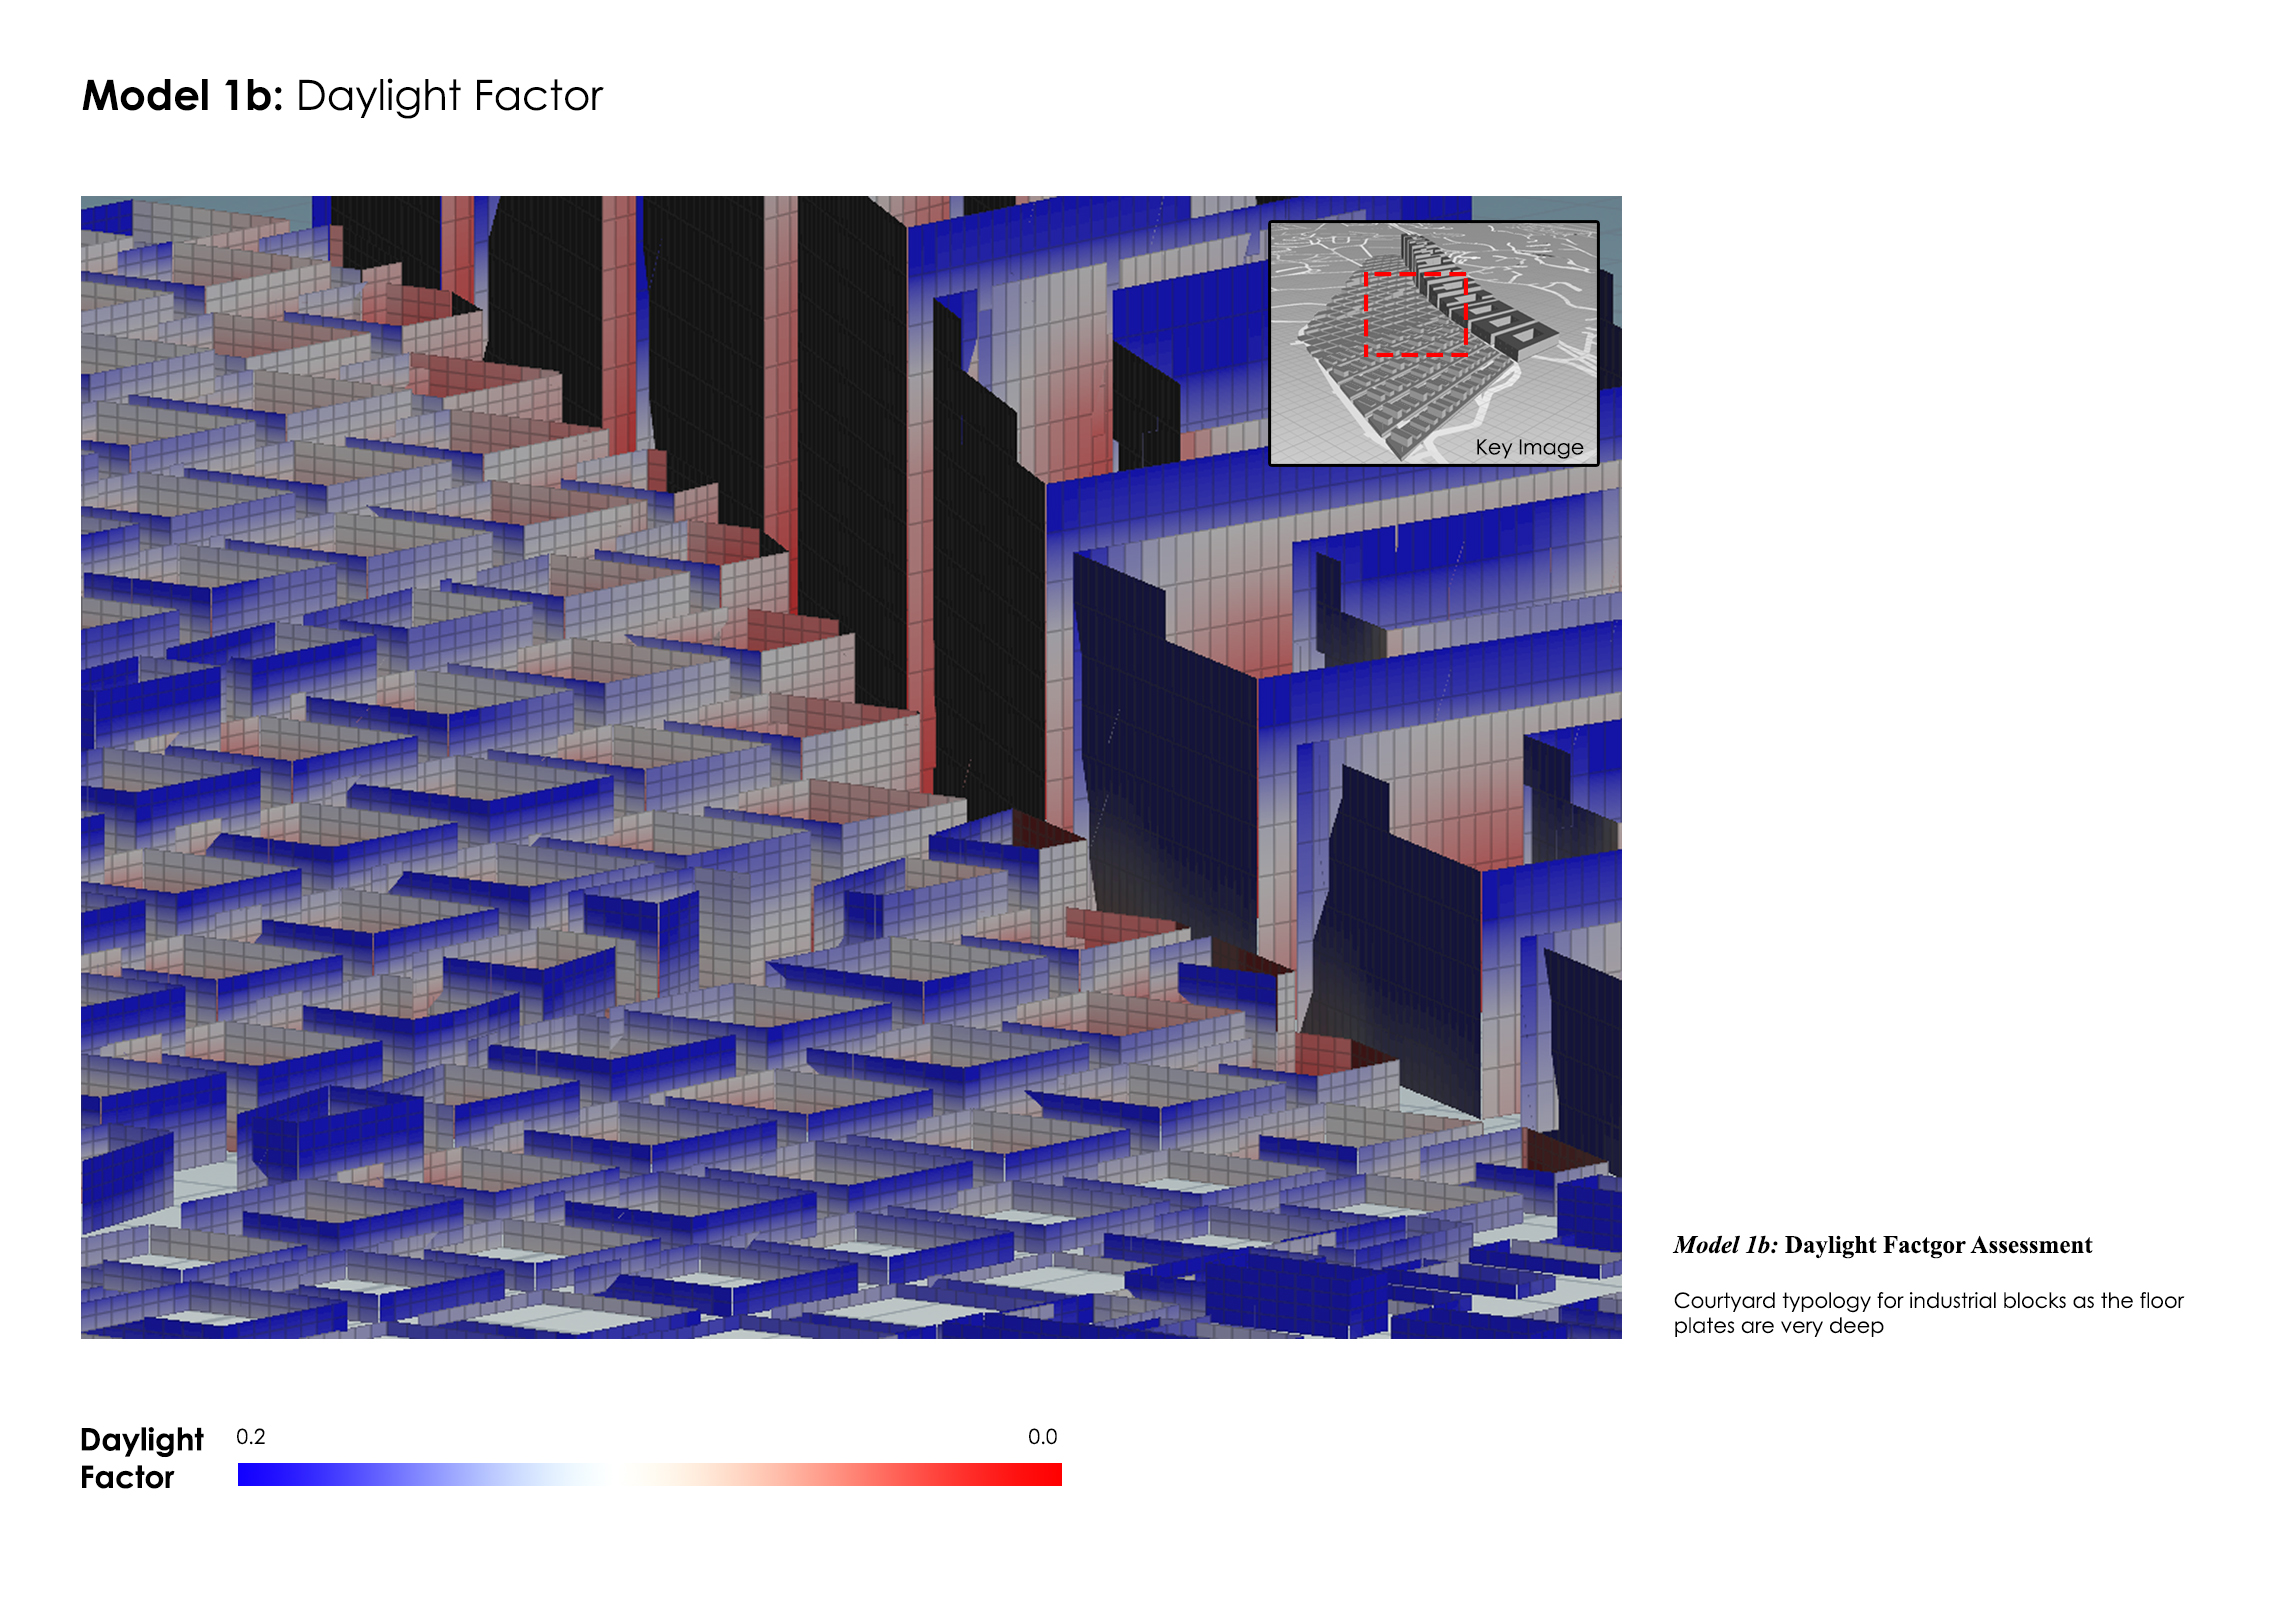 Model 1b: Daylight Factor
Key Image
Model 1b: Daylight Factgor Assessment
Courtyard typology for industrial blocks as the floor
plates are very deep
Daylight
Factor
0.2
0.0